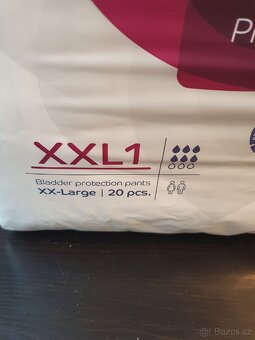 XXL1
Bladder protection pants
XX-Large | 20 pcs.
© Bazos.cz